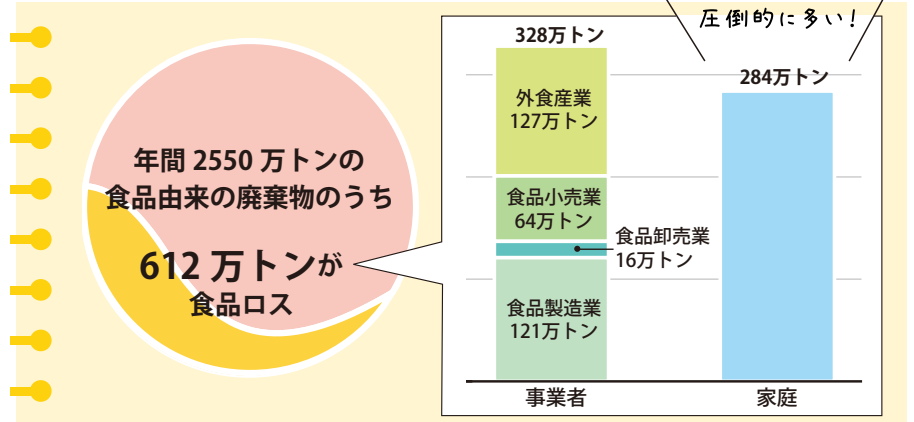 年間 2550 万トンの
食品由来の廃棄物のうち
612 万トンが
食品ロス
圧倒的に多い!
328万トン
外食産業
127万トン
食品小売業
64万トン
食品卸売業
16万トン
食品製造業
121万トン
事業者
284万トン
家庭